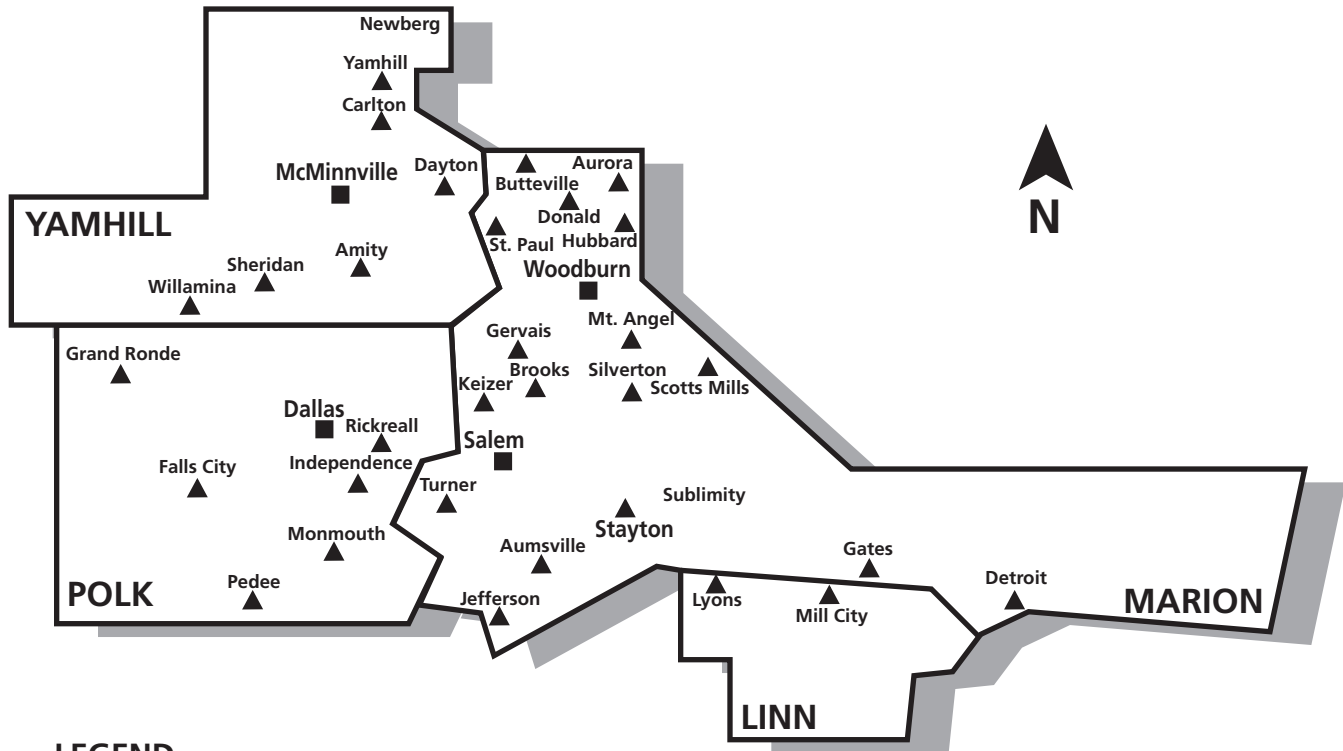 Newberg
Yamhill
Carlton
McMinnville
Dayton
Aurora
Butteville
Donald
YAMHILL
St. Paul
Hubbard
N
Amity
Woodburn
Sheridan
Willamina
Mt. Angel
Gervais
Grand Ronde
Brooks
Silverton
Keizer
Scotts Mills
Dallas
Rickreall
Salem
Falls City
Independence
Turner
Sublimity
Stayton
Monmouth
Aumsville
Gates
Pedee
POLK
Jefferson
Lyons
Mill City
Detroit
MARION
LINN
LEGEND